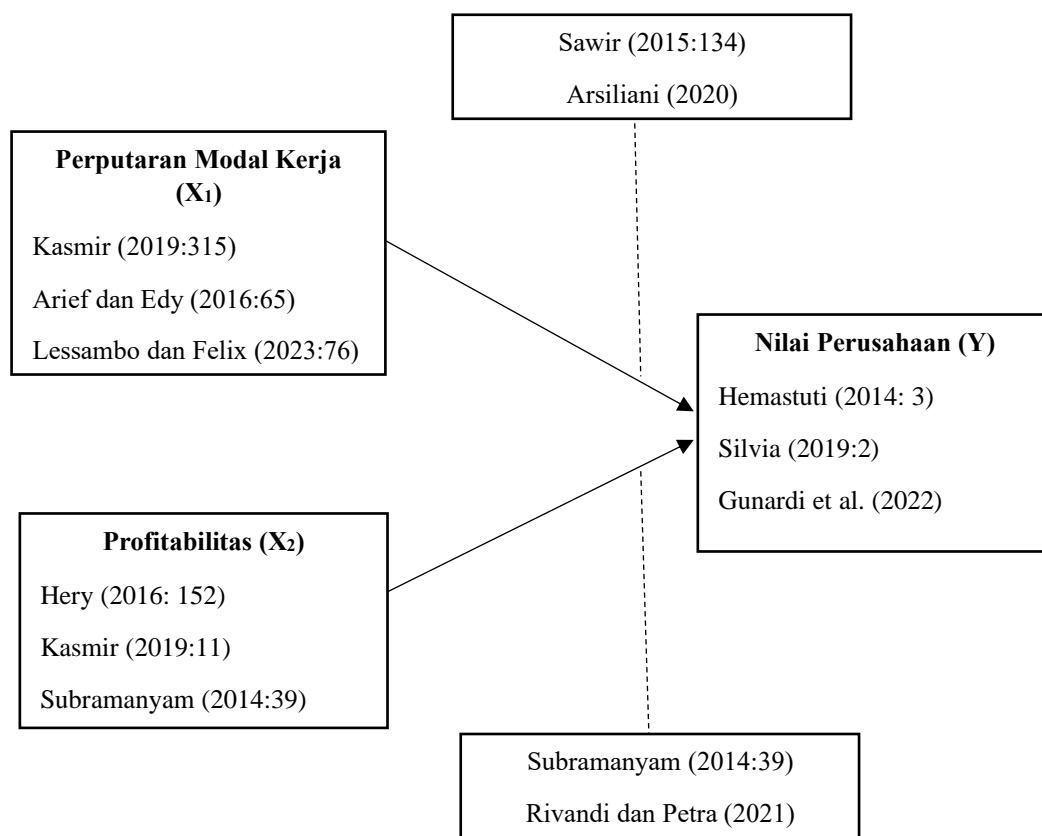 Sawir (2015:134)
Arsiliani (2020)
Perputaran Modal Kerja
(X₁)
Kasmir (2019:315)
Arief dan Edy (2016:65)
Lessambo dan Felix (2023:76)
Nilai Perusahaan (Y)
Hemastuti (2014: 3)
Silvia (2019:2)
Gunardi et al. (2022)
Profitabilitas (X₂)
Hery (2016: 152)
Kasmir (2019:11)
Subramanyam (2014:39)
Subramanyam (2014:39)
Rivandi dan Petra (2021)